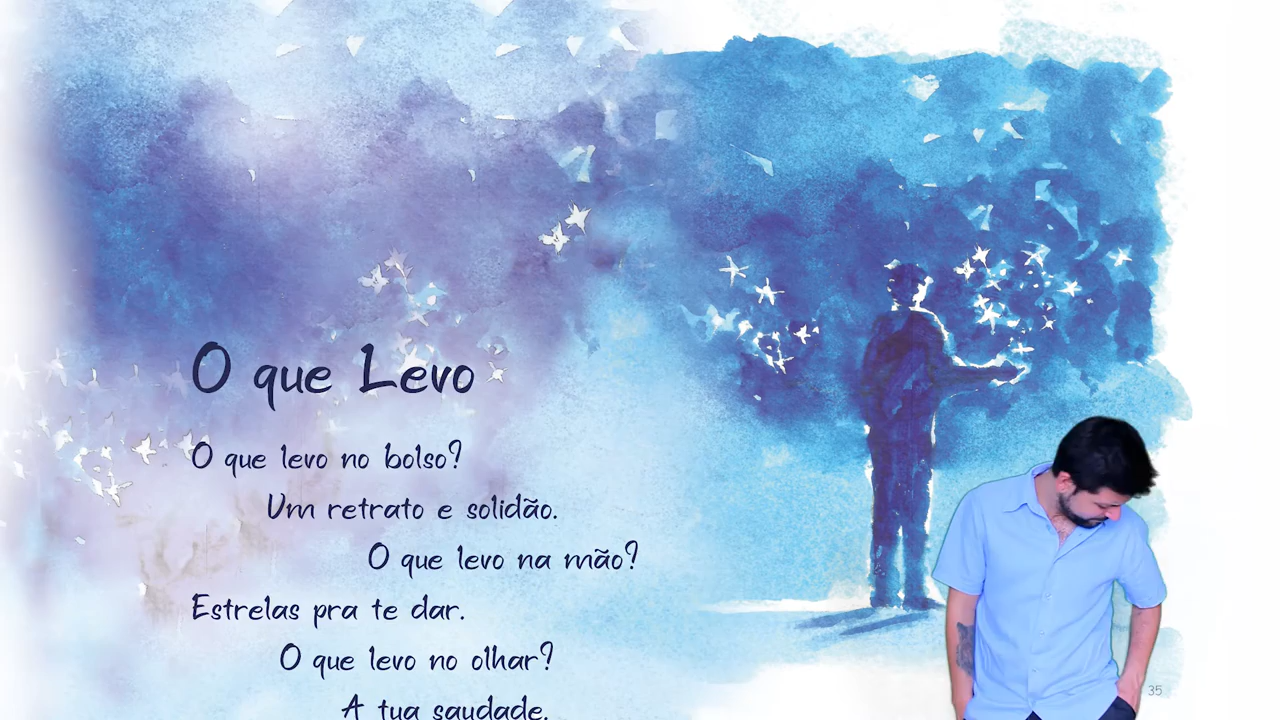 O que Levo
O que levo no bolso?
Um retrato e solidão.
O que levo na mão?
Estrelas pra te dar.
O que levo no olhar?
A tua saudade.
35